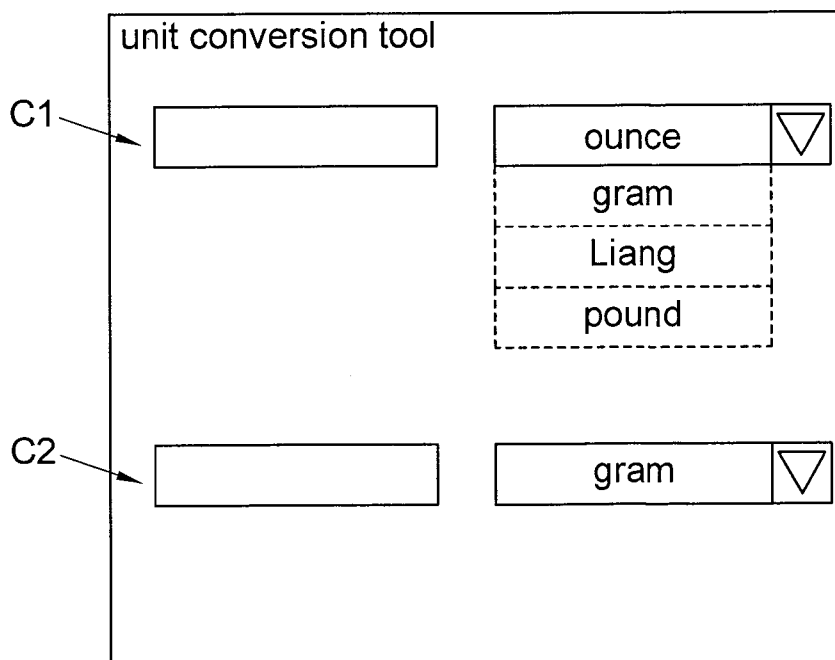 unit conversion tool
C1
ounce
gram
Liang
pound
C2
gram